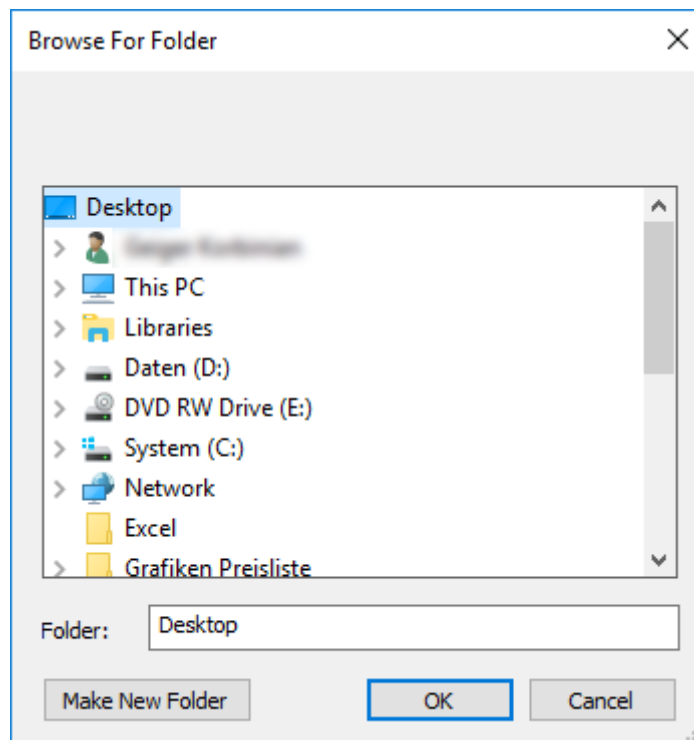 Browse For Folder
Desktop
This PC
Libraries
Daten (D:)
DVD RW Drive (E:)
System (C:)
Network
Excel
Grafiken Preisliste
Folder: Desktop
Make New Folder OK Cancel